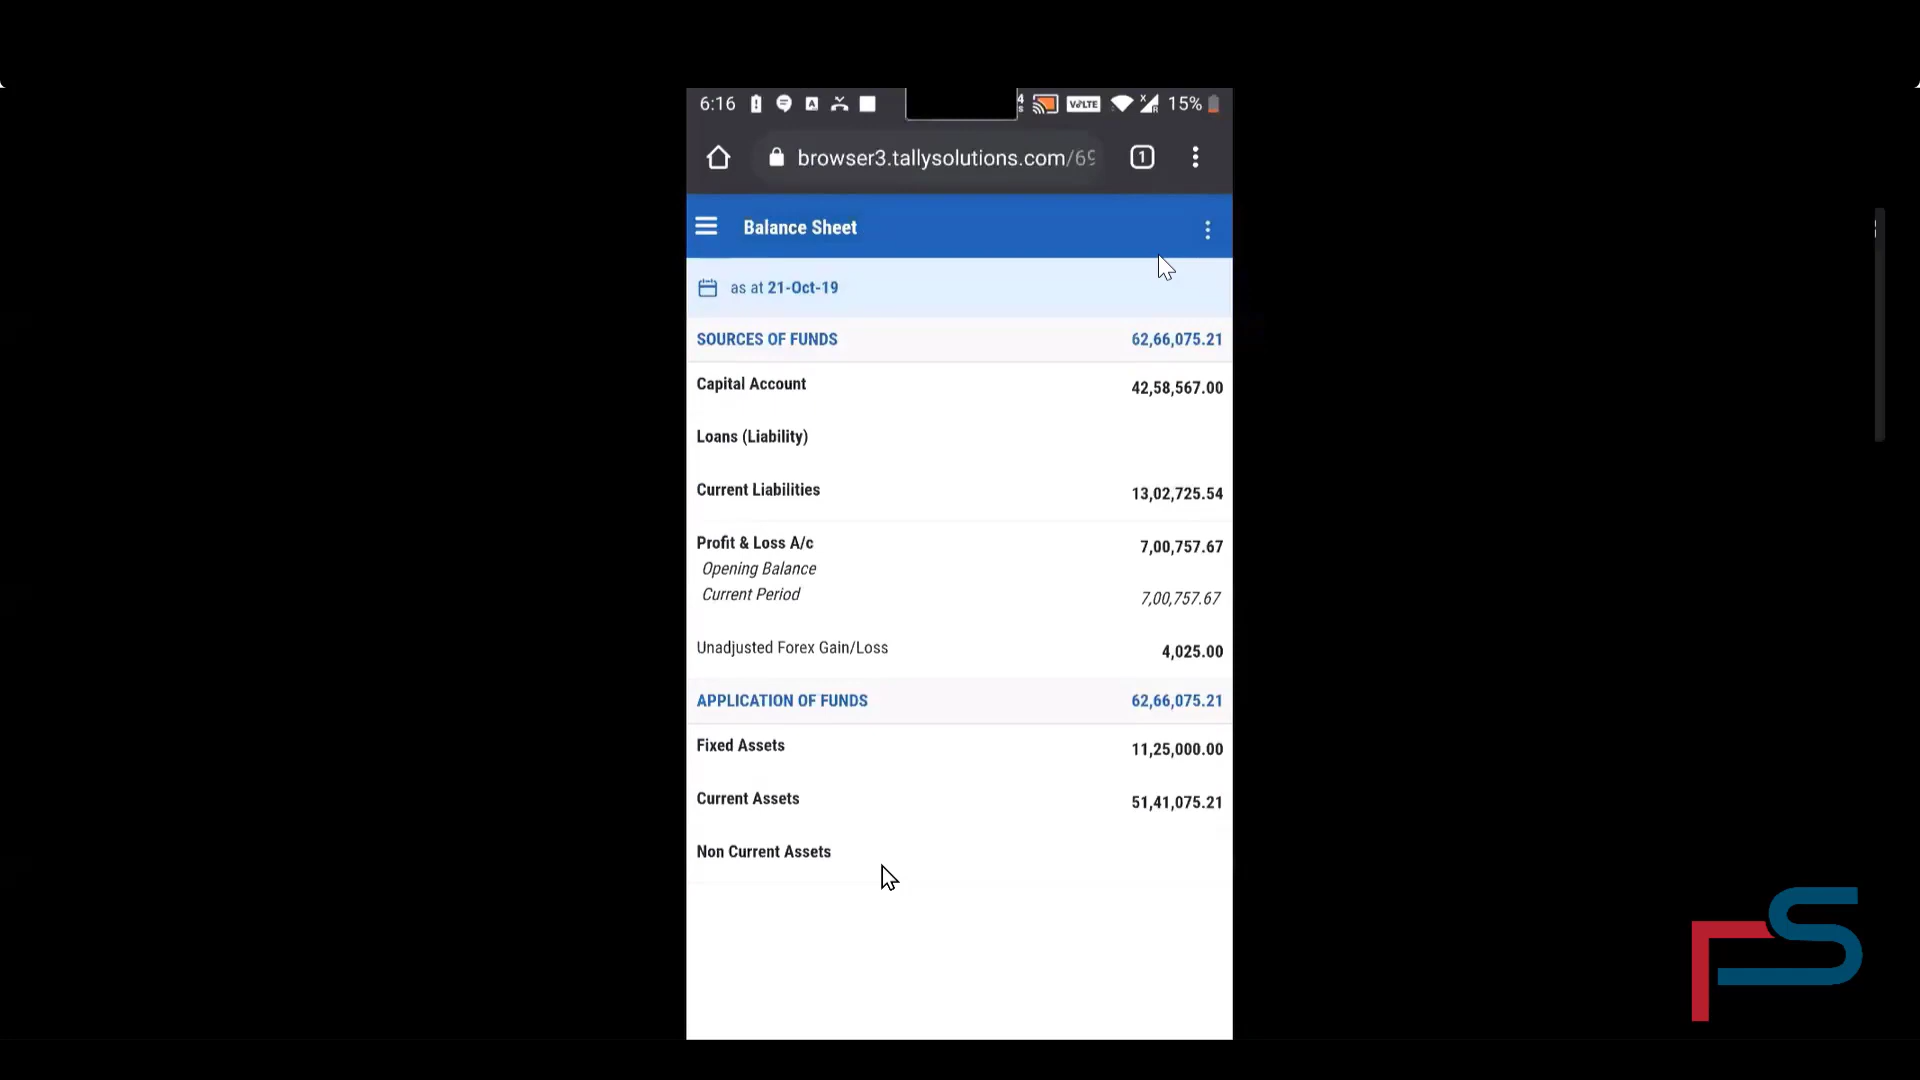 6:16 VoLTE 15%
browser3.tallysolutions.com/69 1
Balance Sheet
as at 21-Oct-19
SOURCES OF FUNDS 62,66,075.21
Capital Account 42,58,567.00
Loans (Liability)
Current Liabilities 13,02,725.54
Profit & Loss A/c 7,00,757.67
Opening Balance
Current Period 7,00,757.67
Unadjusted Forex Gain/Loss 4,025.00
APPLICATION OF FUNDS 62,66,075.21
Fixed Assets 11,25,000.00
Current Assets 51,41,075.21
Non Current Assets